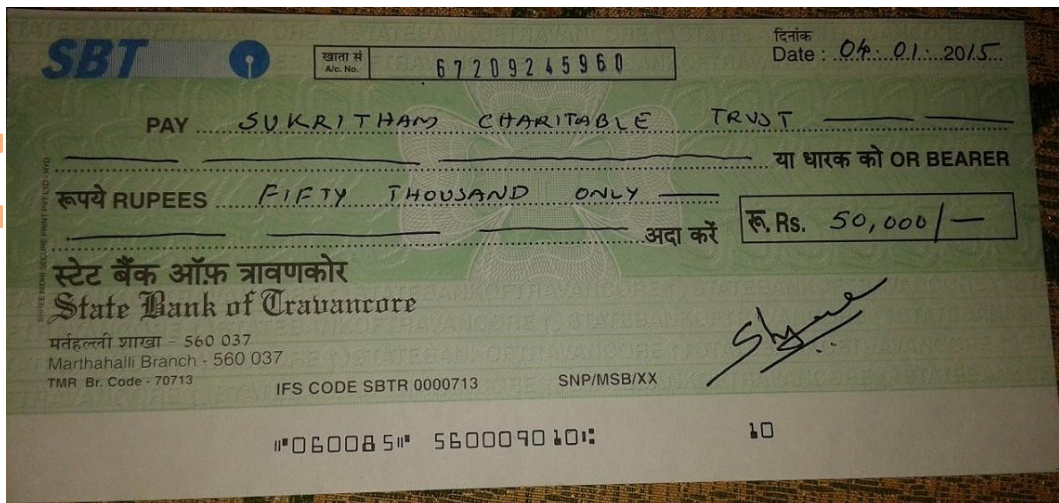 SBT
खाता सं
A/c. No.
67209245960
दिनांक
Date : 04. 01. 2015
PAY SUKRITHAM CHARITABLE TRUST
या धारक को OR BEARER
रूपये RUPEES FIFTY THOUSAND ONLY
अदा करें रू. Rs. 50,000/—
स्टेट बैंक ऑफ़ त्रावणकोर
State Bank of Travancore
मर्तहल्ली शाखा - 560 037
Marthahalli Branch - 560 037
TMR Br. Code - 70713
IFS CODE SBTR 0000713 SNP/MSB/XX
⑈060085⑈ 560009010⑆ 10